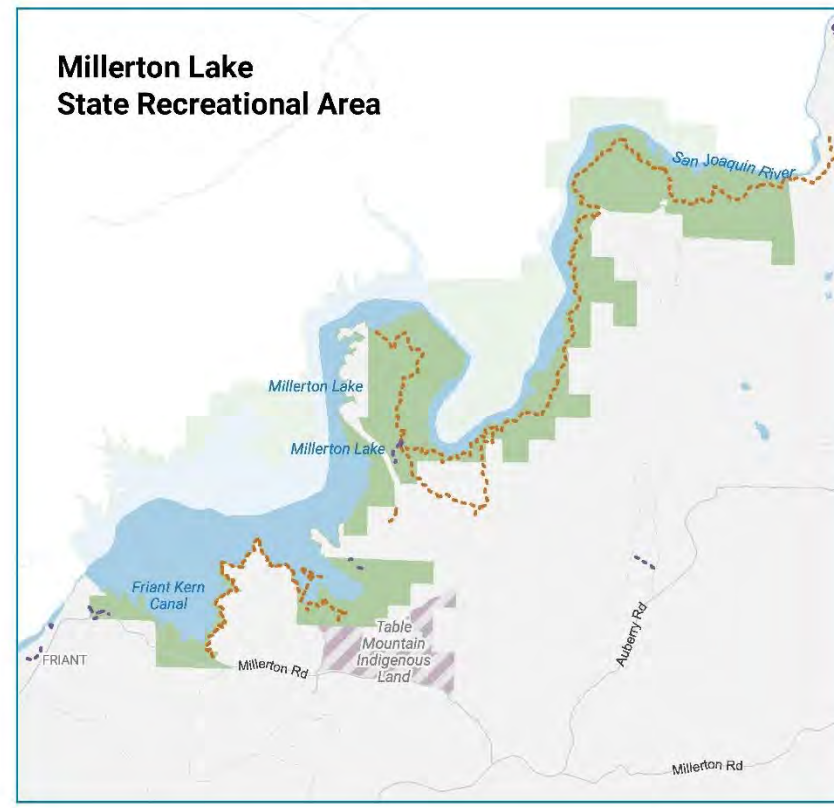 Millerton Lake
State Recreational Area
San Joaquin River
Millerton Lake
Millerton Lake
Friant Kern
Canal
FRIANT
Millerton Rd
Table
Mountain
Indigenous
Land
Auberry Rd
Millerton Rd